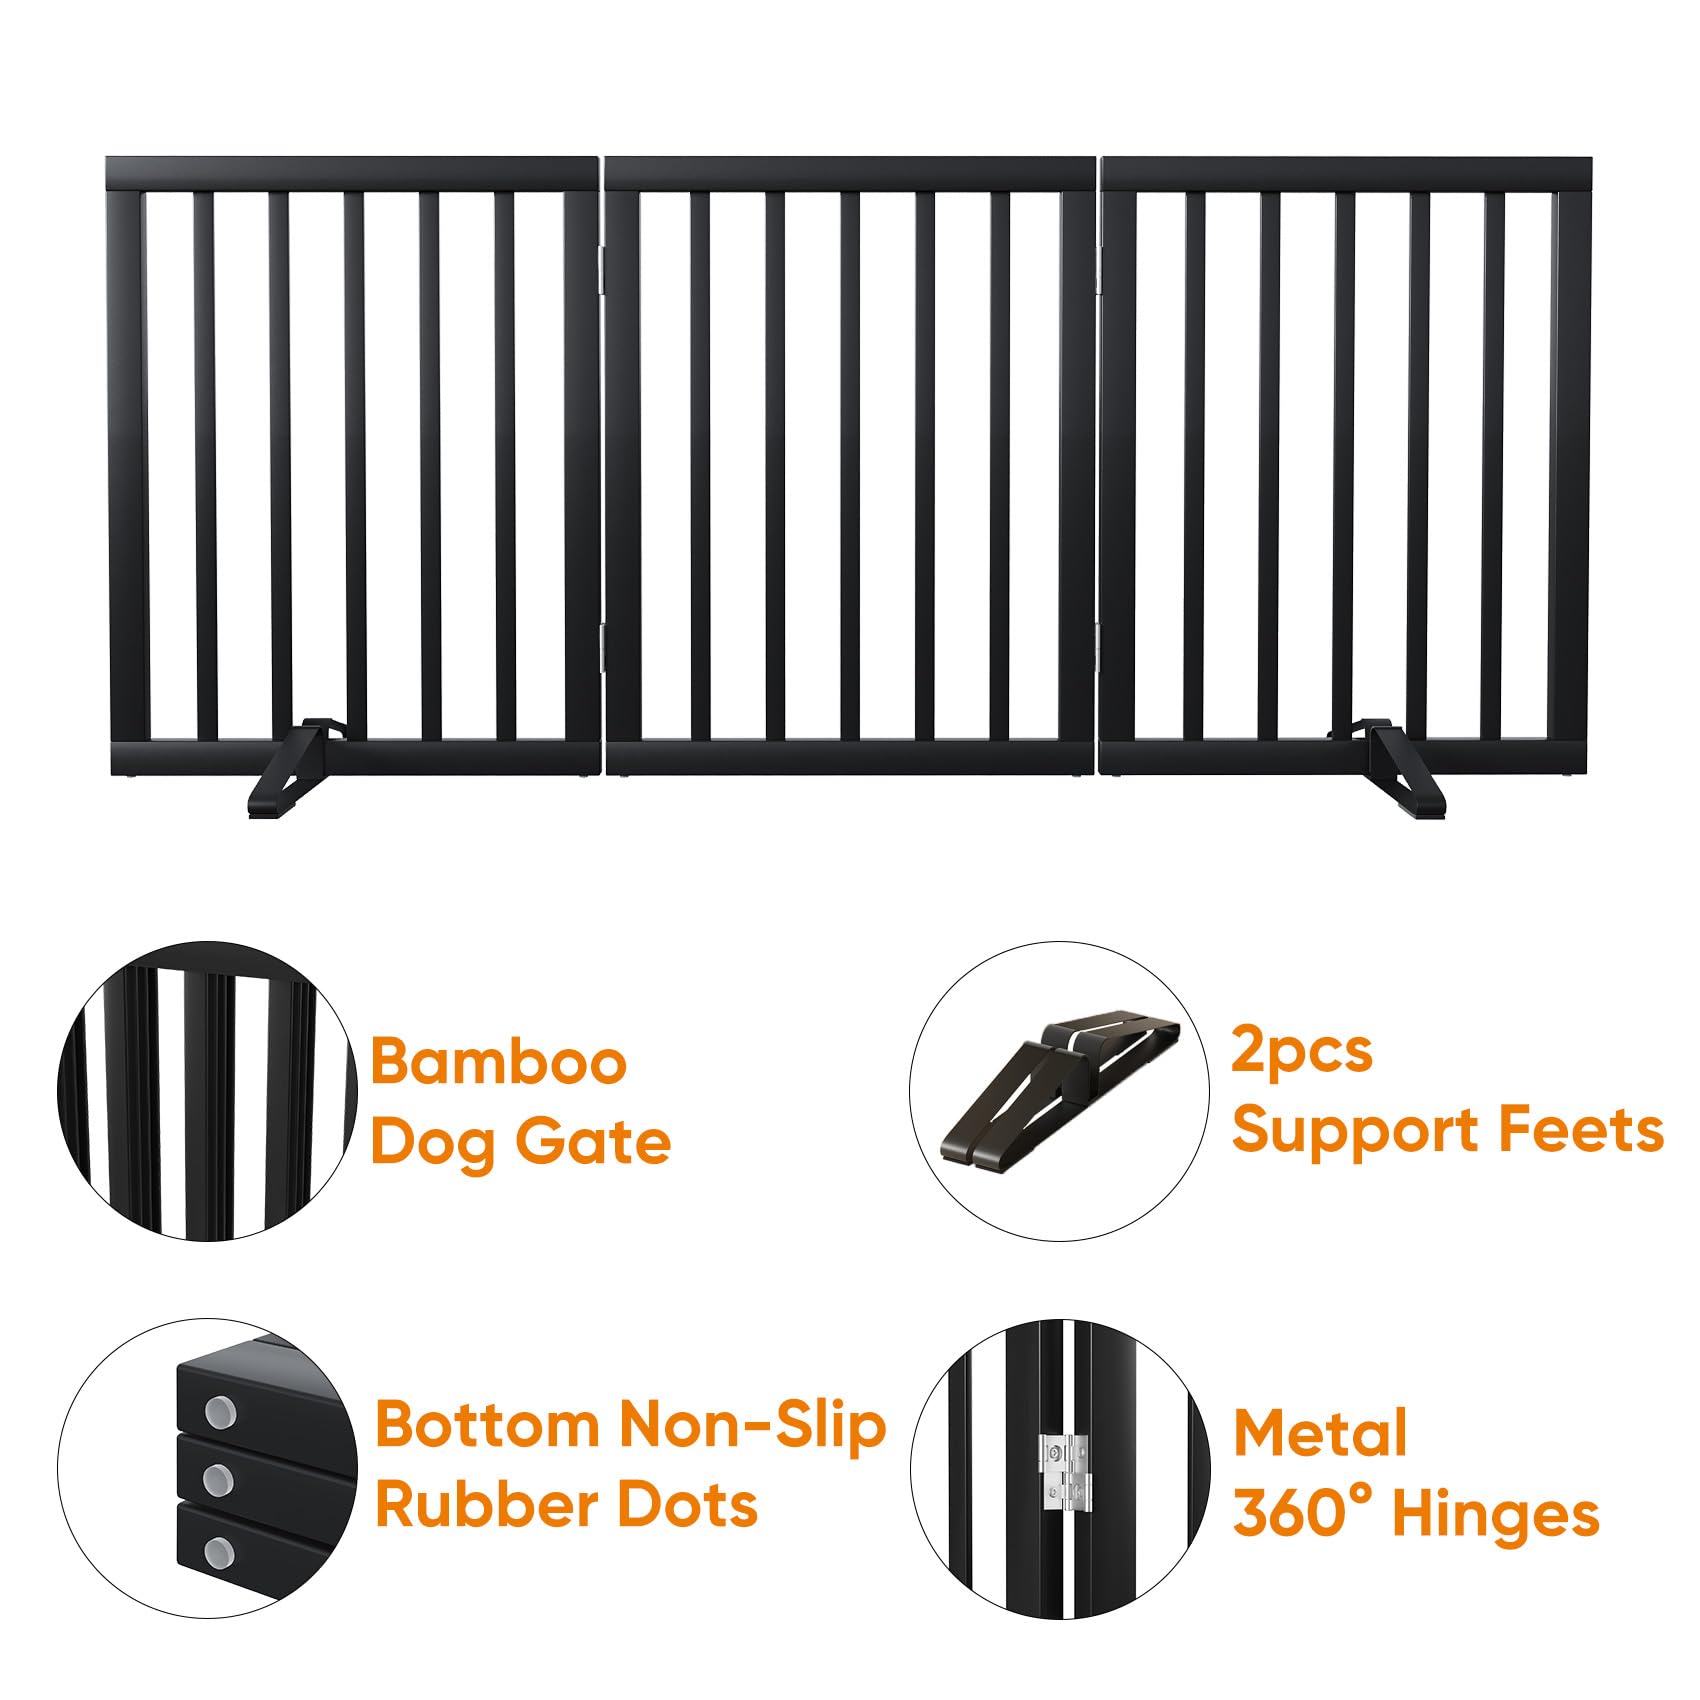 Bamboo
Dog Gate
2pcs
Support Feets
Bottom Non-Slip
Rubber Dots
Metal
360° Hinges